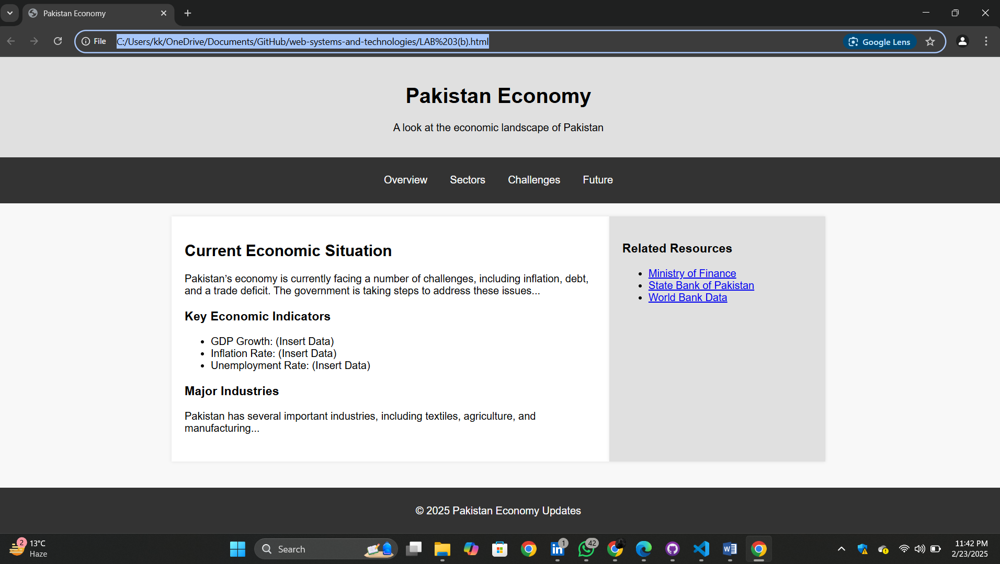 Pakistan Economy
File C:/Users/kk/OneDrive/Documents/GitHub/web-systems-and-technologies/LAB%203(b).html Google Lens
Pakistan Economy
A look at the economic landscape of Pakistan
Overview Sectors Challenges Future
Current Economic Situation
Pakistan’s economy is currently facing a number of challenges, including inflation, debt,
and a trade deficit. The government is taking steps to address these issues...
Key Economic Indicators
• GDP Growth: (Insert Data)
• Inflation Rate: (Insert Data)
• Unemployment Rate: (Insert Data)
Major Industries
Pakistan has several important industries, including textiles, agriculture, and
manufacturing...
Related Resources
• Ministry of Finance
• State Bank of Pakistan
• World Bank Data
© 2025 Pakistan Economy Updates
2 13°C
Haze
Search
1
42
11:42 PM
2/23/2025